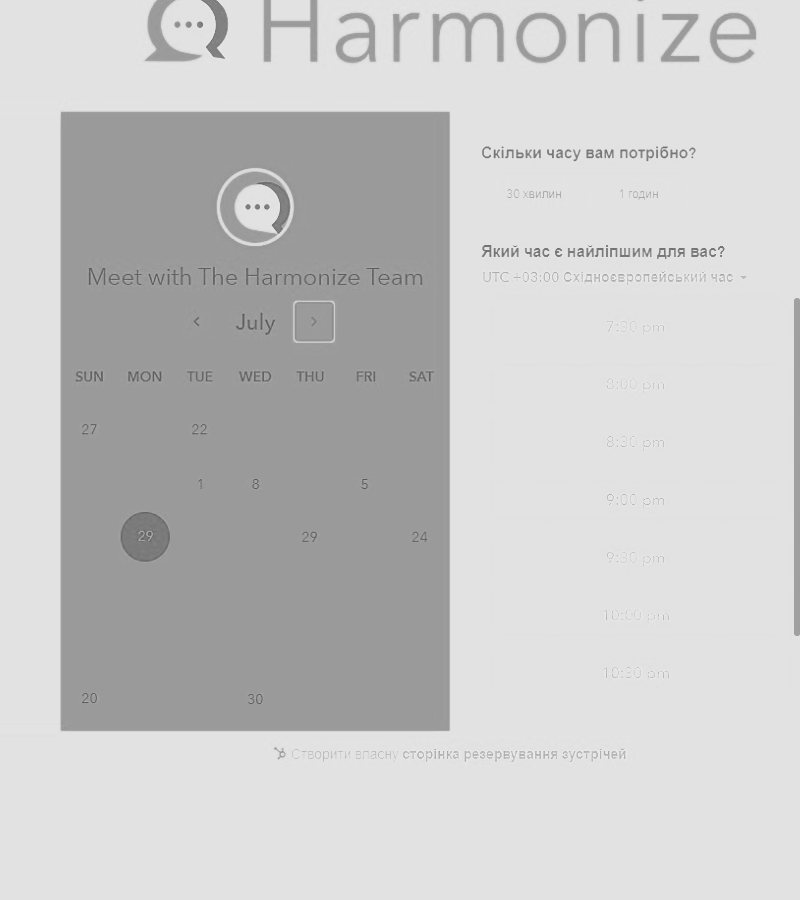 Harmonize
Meet with The Harmonize Team
July
SUN MON TUE WED THU FRI SAT
27 22
1 8 5
29 29 24
20 30
Скільки часу вам потрібно?
30 хвилин 1 годин
Який час є найліпшим для вас?
UTC +03:00 Східноєвропейський час
7:30 pm
8:00 pm
8:30 pm
9:00 pm
9:30 pm
10:00 pm
10:30 pm
Створити власну сторінка резервування зустрічей